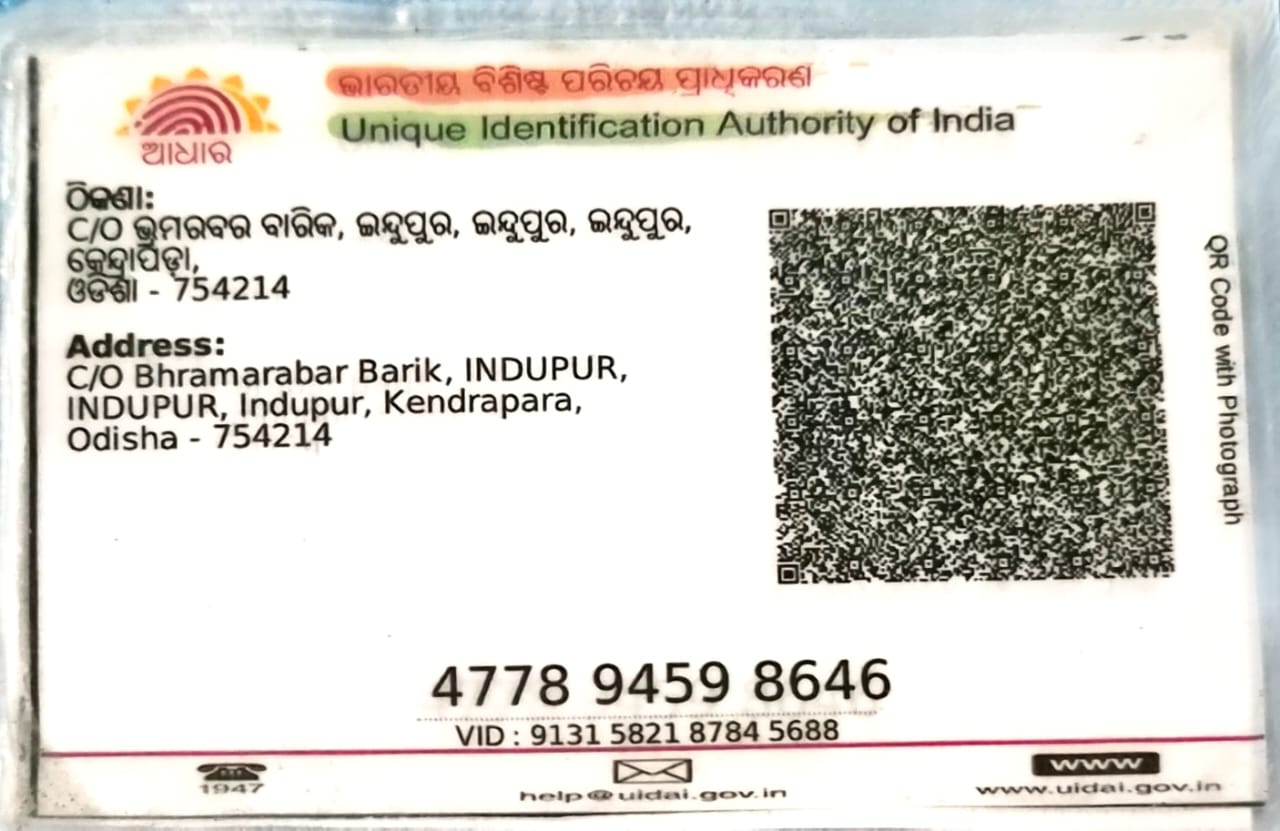 ଭାରତୀୟ ବିଶିଷ୍ଟ ପରିଚୟ ପ୍ରାଧିକରଣ
Unique Identification Authority of India
ଆଧାର
ଠିକଣା:
C/O ଭ୍ରମରବର ବାରିକ, ଇନ୍ଦୁପୁର, ଇନ୍ଦୁପୁର, ଇନ୍ଦୁପୁର,
କେନ୍ଦ୍ରାପଡ଼ା,
ଓଡିଶା - 754214
Address:
C/O Bhramarabar Barik, INDUPUR,
INDUPUR, Indupur, Kendrapara,
Odisha - 754214
QR Code with Photograph
4778 9459 8646
VID : 9131 5821 8784 5688
1947
help@uidai.gov.in
www
www.uidai.gov.in